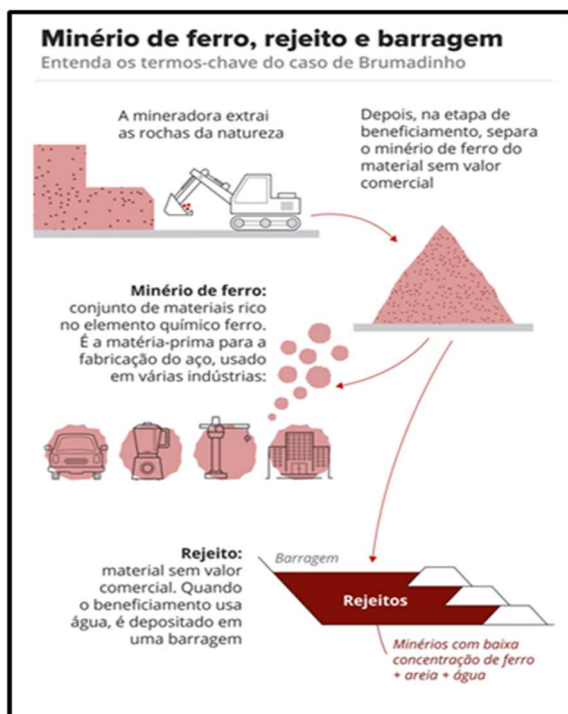 Minério de ferro, rejeito e barragem
Entenda os termos-chave do caso de Brumadinho
A mineradora extrai
as rochas da natureza
Depois, na etapa de
beneficiamento, separa
o minério de ferro do
material sem valor
comercial
Minério de ferro:
conjunto de materiais rico
no elemento químico ferro.
É a matéria-prima para a
fabricação do aço, usado
em várias indústrias:
Rejeito:
material sem valor
comercial. Quando
o beneficiamento usa
água, é depositado em
uma barragem
Barragem
Rejeitos
Minérios com baixa
concentração de ferro
+ areia + água